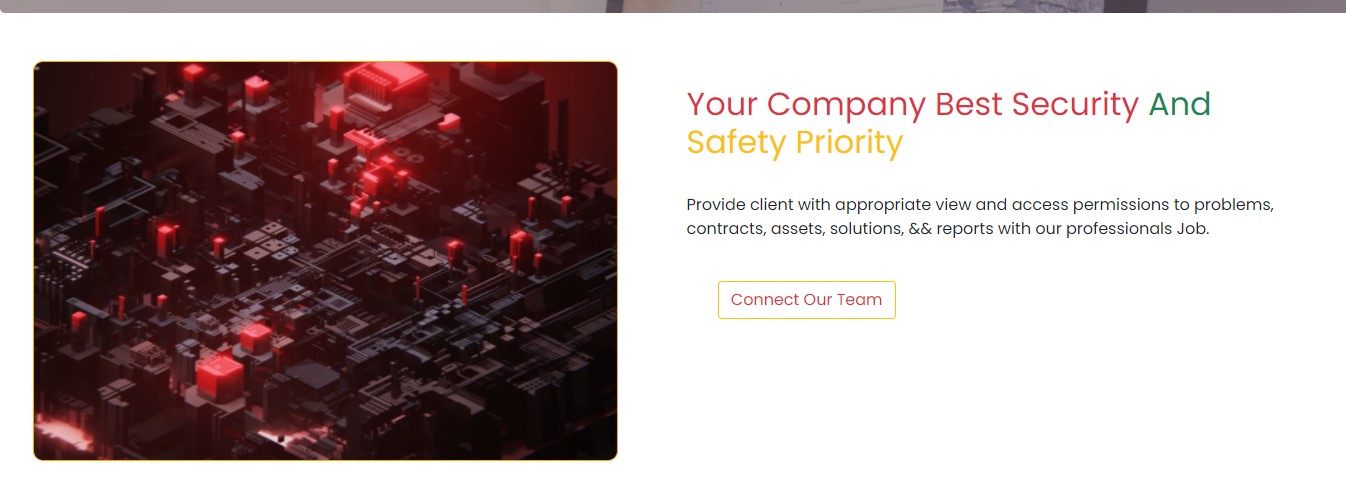 Your Company Best Security And
Safety Priority
Provide client with appropriate view and access permissions to problems,
contracts, assets, solutions, && reports with our professionals Job.
Connect Our Team